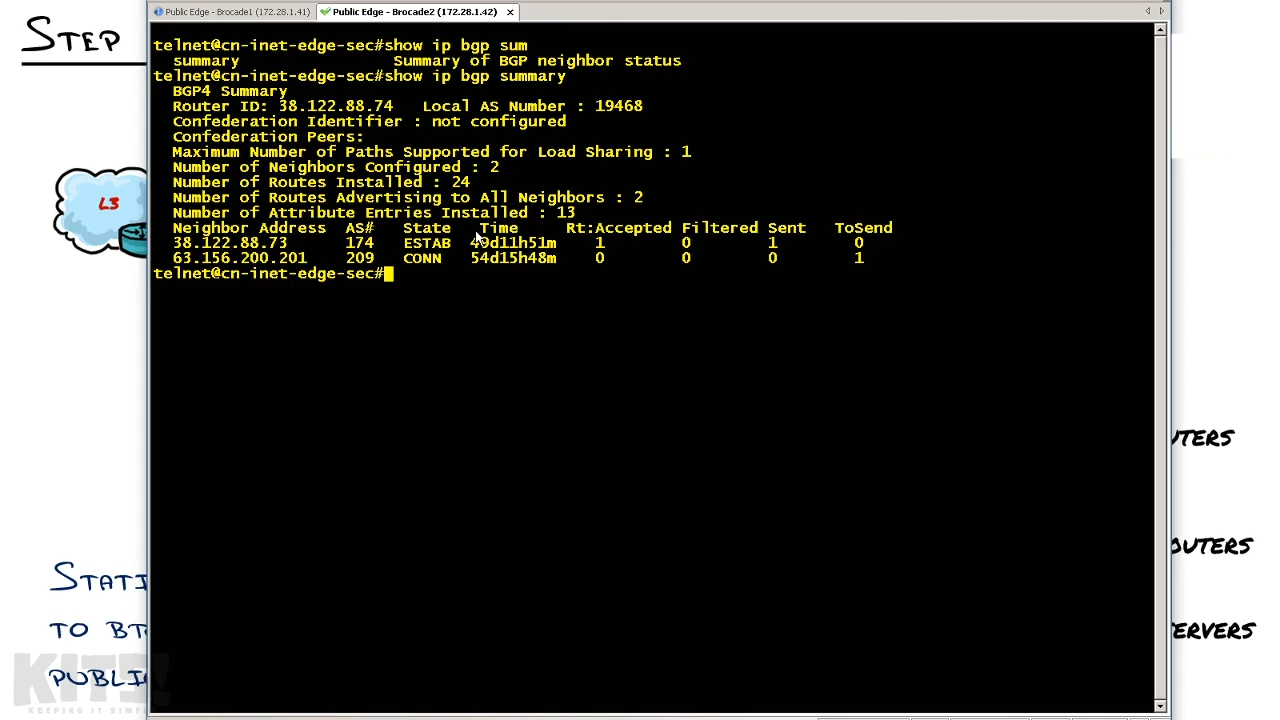 STEP
Public Edge - Brocade1 (172.28.1.41)
Public Edge - Brocade2 (172.28.1.42)
telnet@cn-inet-edge-sec#show ip bgp sum
summary Summary of BGP neighbor status
telnet@cn-inet-edge-sec#show ip bgp summary
BGP4 Summary
Router ID: 38.122.88.74 Local AS Number : 19468
Confederation Identifier : not configured
Confederation Peers:
Maximum Number of Paths Supported for Load Sharing : 1
Number of Neighbors Configured : 2
Number of Routes Installed : 24
Number of Routes Advertising to All Neighbors : 2
Number of Attribute Entries Installed : 13
Neighbor Address AS# State Time Rt:Accepted Filtered Sent ToSend
38.122.88.73 174 ESTAB 49d11h51m 1 0 1 0
63.156.200.201 209 CONN 54d15h48m 0 0 0 1
telnet@cn-inet-edge-sec#
L3
UTERS
OUTERS
STATI
TO
ERVERS
PUBLI
KITS!
KEEPING IT SIMP